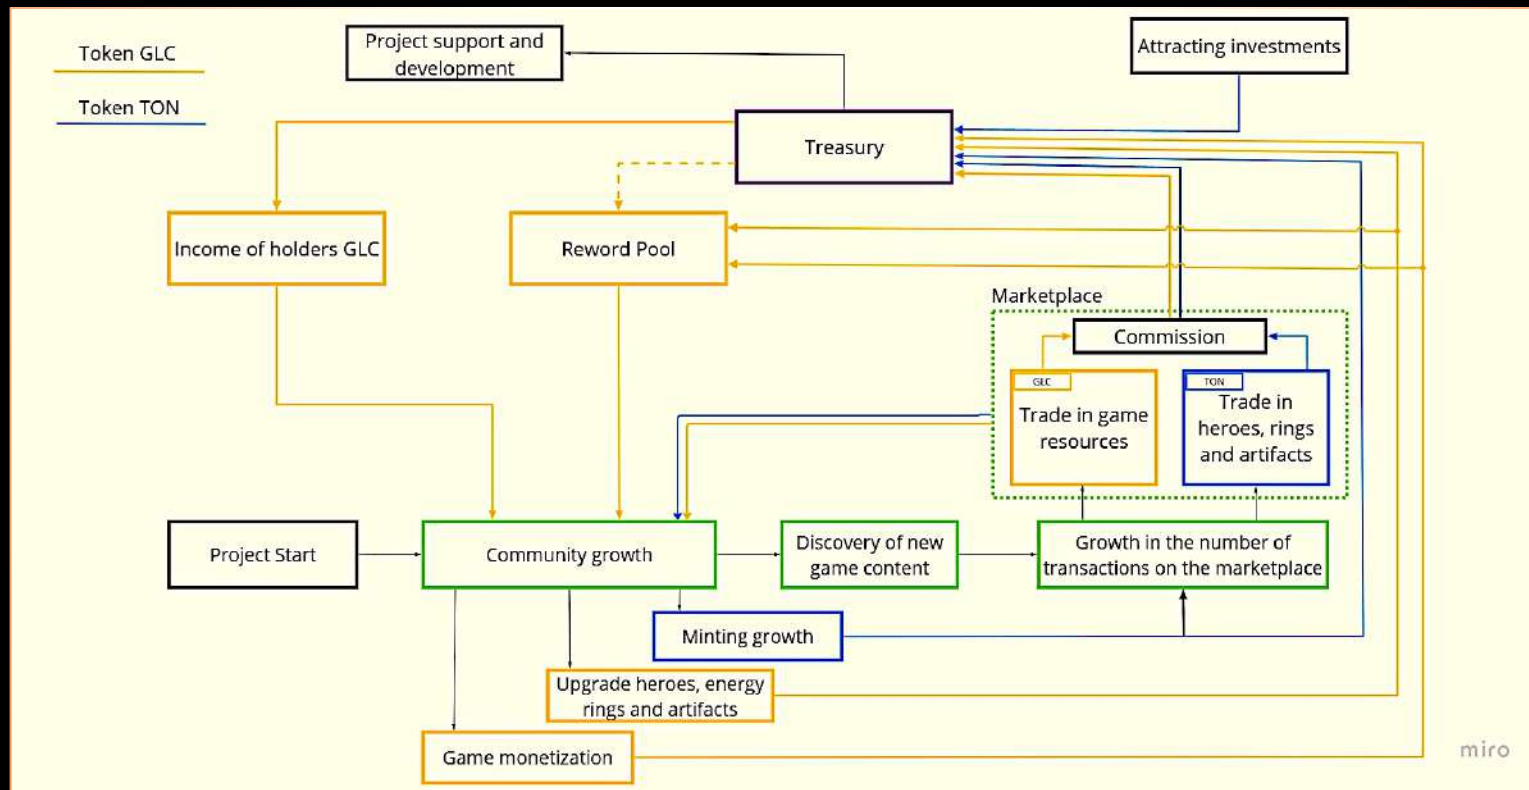 Token GLC
Token TON
Project support and
development
Attracting investments
Treasury
Income of holders GLC
Reword Pool
Marketplace
Commission
GLC
Trade in game
resources
TON
Trade in
heroes, rings
and artifacts
Project Start
Community growth
Discovery of new
game content
Growth in the number of
transactions on the marketplace
Minting growth
Upgrade heroes, energy
rings and artifacts
Game monetization
miro